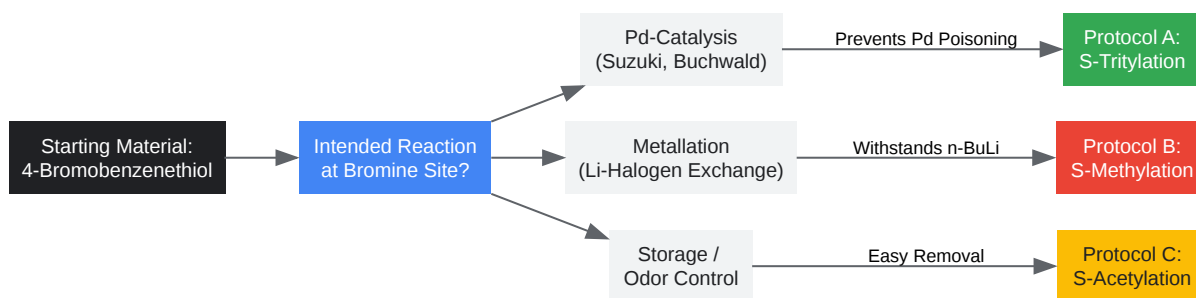 Starting Material:
4-Bromobenzenethiol
Intended Reaction
at Bromine Site?
Pd-Catalysis
(Suzuki, Buchwald)
Prevents Pd Poisoning
Protocol A:
S-Tritylation
Metallation
(Li-Halogen Exchange)
Withstands n-BuLi
Protocol B:
S-Methylation
Storage /
Odor Control
Easy Removal
Protocol C:
S-Acetylation